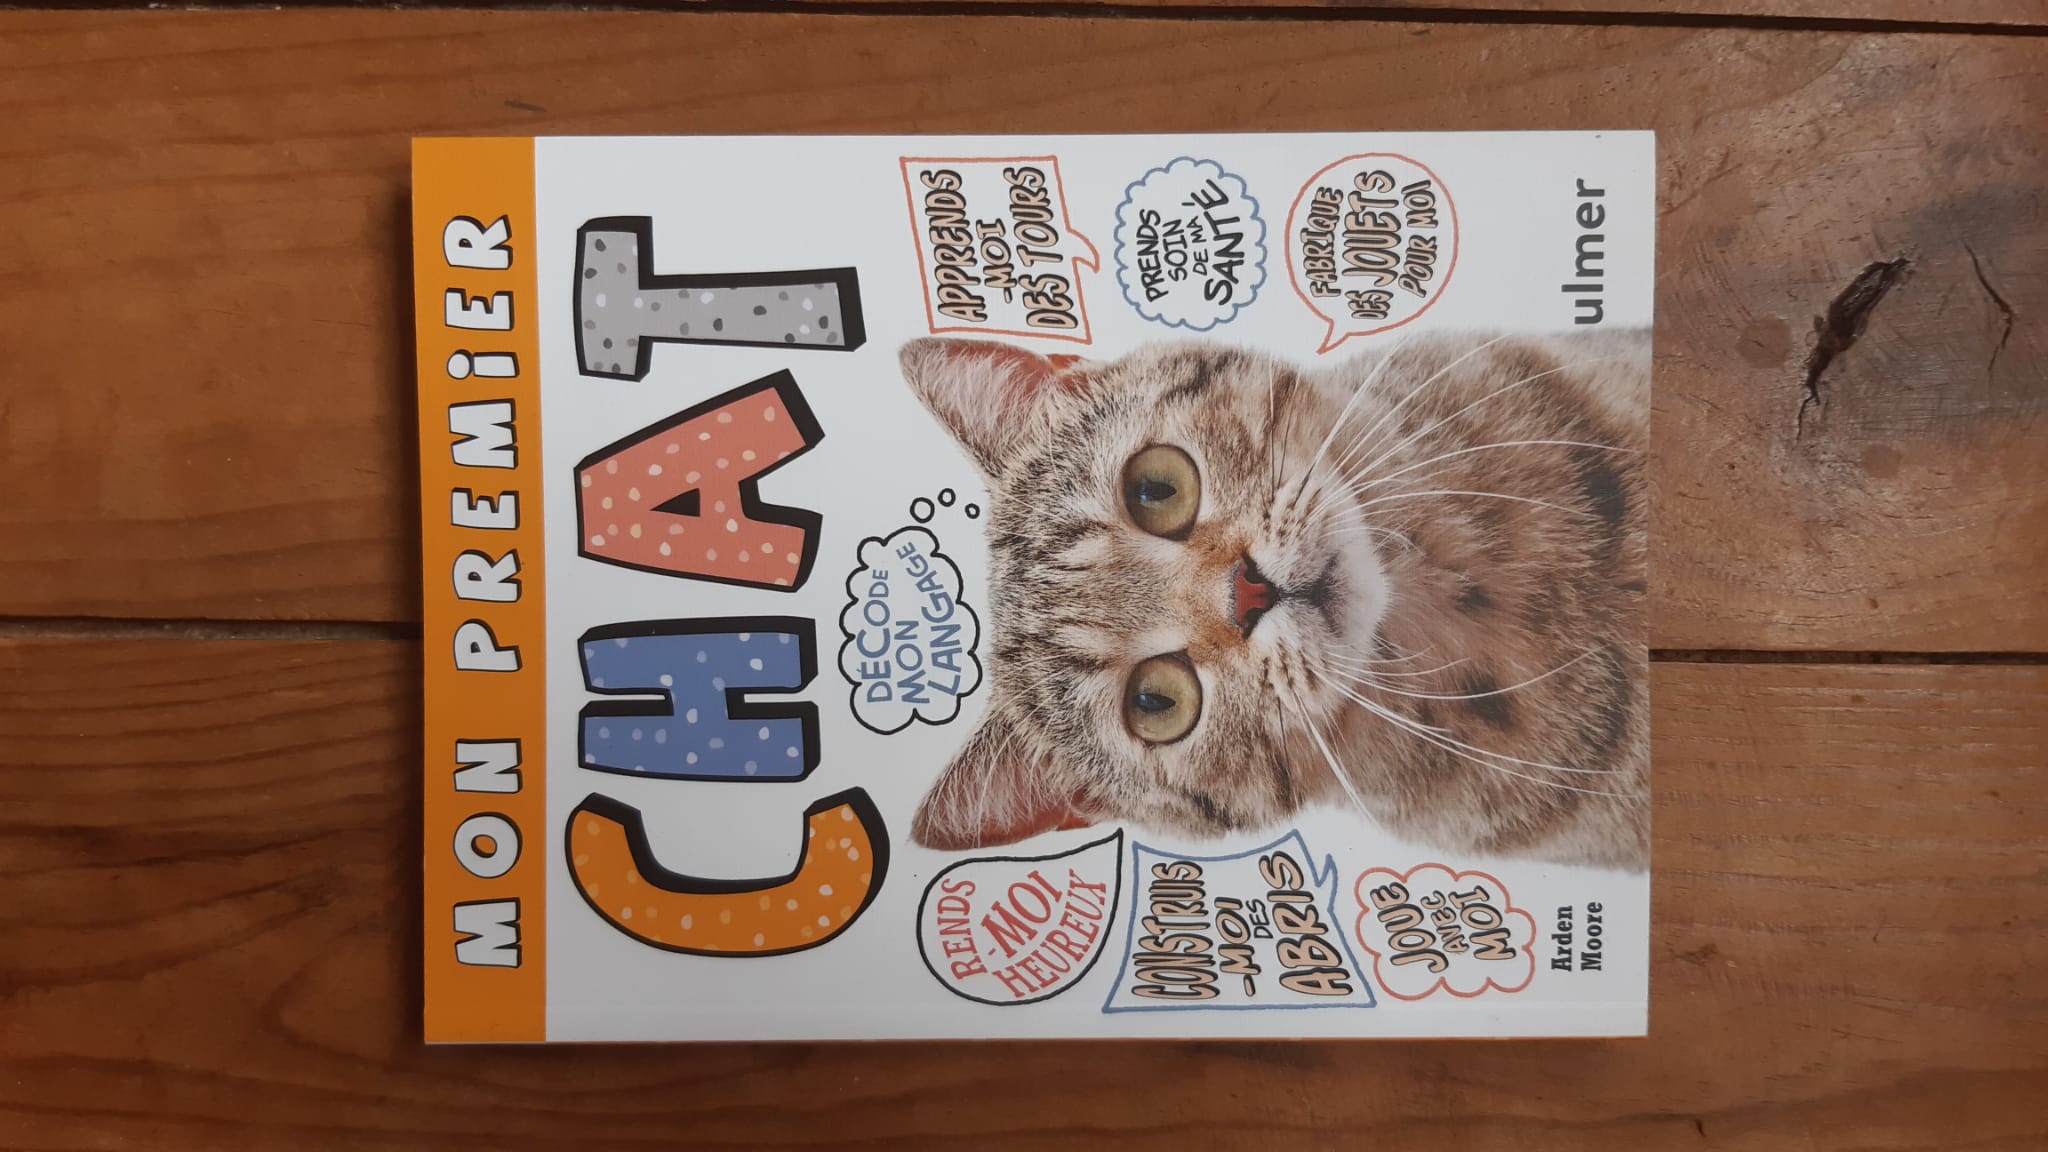 MON PREMiER
CHAT
DÉCODE
MON
LANGAGE
RENDS
-MOI
HEUREUX
APPRENDS
-MOI
DES TOURS
CONSTRUIS
-MOI
DES
ABRIS
PRENDS
SOIN
DE MA
SANTÉ
JOUE
AVEC
MOI
FABRIQUE
DES JOUETS
POUR MOI
Arden
Moore
ulmer